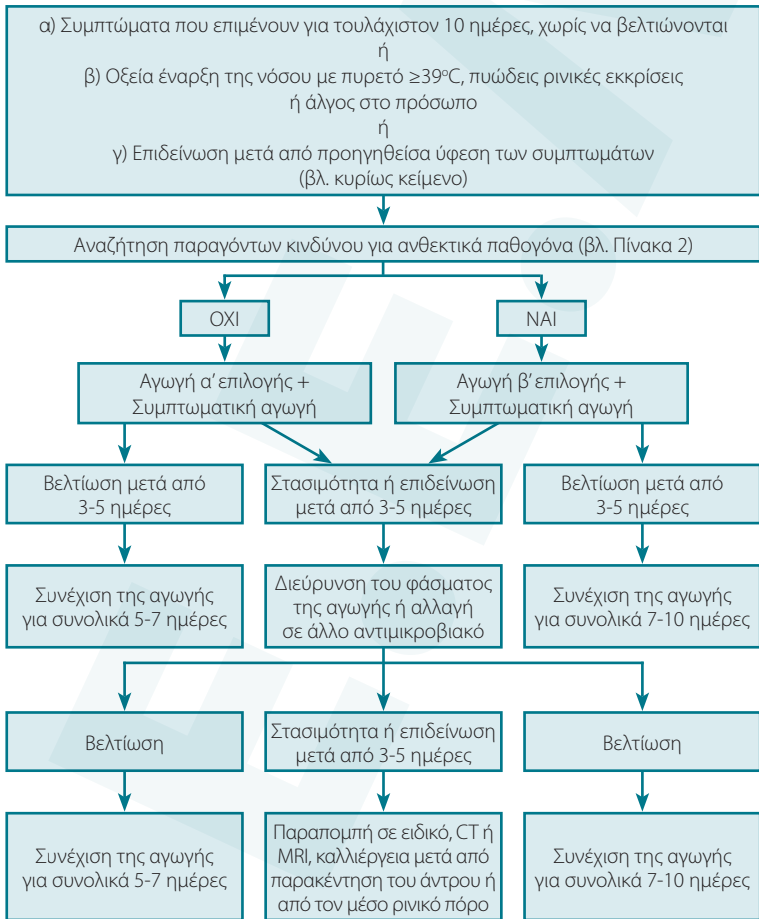 α) Συμπτώματα που επιμένουν για τουλάχιστον 10 ημέρες, χωρίς να βελτιώνονται
ή
β) Οξεία έναρξη της νόσου με πυρετό ≥39°C, πυώδεις ρινικές εκκρίσεις
ή άλγος στο πρόσωπο
ή
γ) Επιδείνωση μετά από προηγηθείσα ύφεση των συμπτωμάτων
(βλ. κυρίως κείμενο)
Αναζήτηση παραγόντων κινδύνου για ανθεκτικά παθογόνα (βλ. Πίνακα 2)
ΟΧΙ
ΝΑΙ
Αγωγή α' επιλογής +
Συμπτωματική αγωγή
Αγωγή β' επιλογής +
Συμπτωματική αγωγή
Βελτίωση μετά από
3-5 ημέρες
Στασιμότητα ή επιδείνωση
μετά από 3-5 ημέρες
Βελτίωση μετά από
3-5 ημέρες
Συνέχιση της αγωγής
για συνολικά 5-7 ημέρες
Διεύρυνση του φάσματος
της αγωγής ή αλλαγή
σε άλλο αντιμικροβιακό
Συνέχιση της αγωγής
για συνολικά 7-10 ημέρες
Βελτίωση
Στασιμότητα ή επιδείνωση
μετά από 3-5 ημέρες
Βελτίωση
Συνέχιση της αγωγής
για συνολικά 5-7 ημέρες
Παραπομπή σε ειδικό, CT ή
MRI, καλλιέργεια μετά από
παρακέντηση του άντρου ή
από τον μέσο ρινικό πόρο
Συνέχιση της αγωγής
για συνολικά 7-10 ημέρες